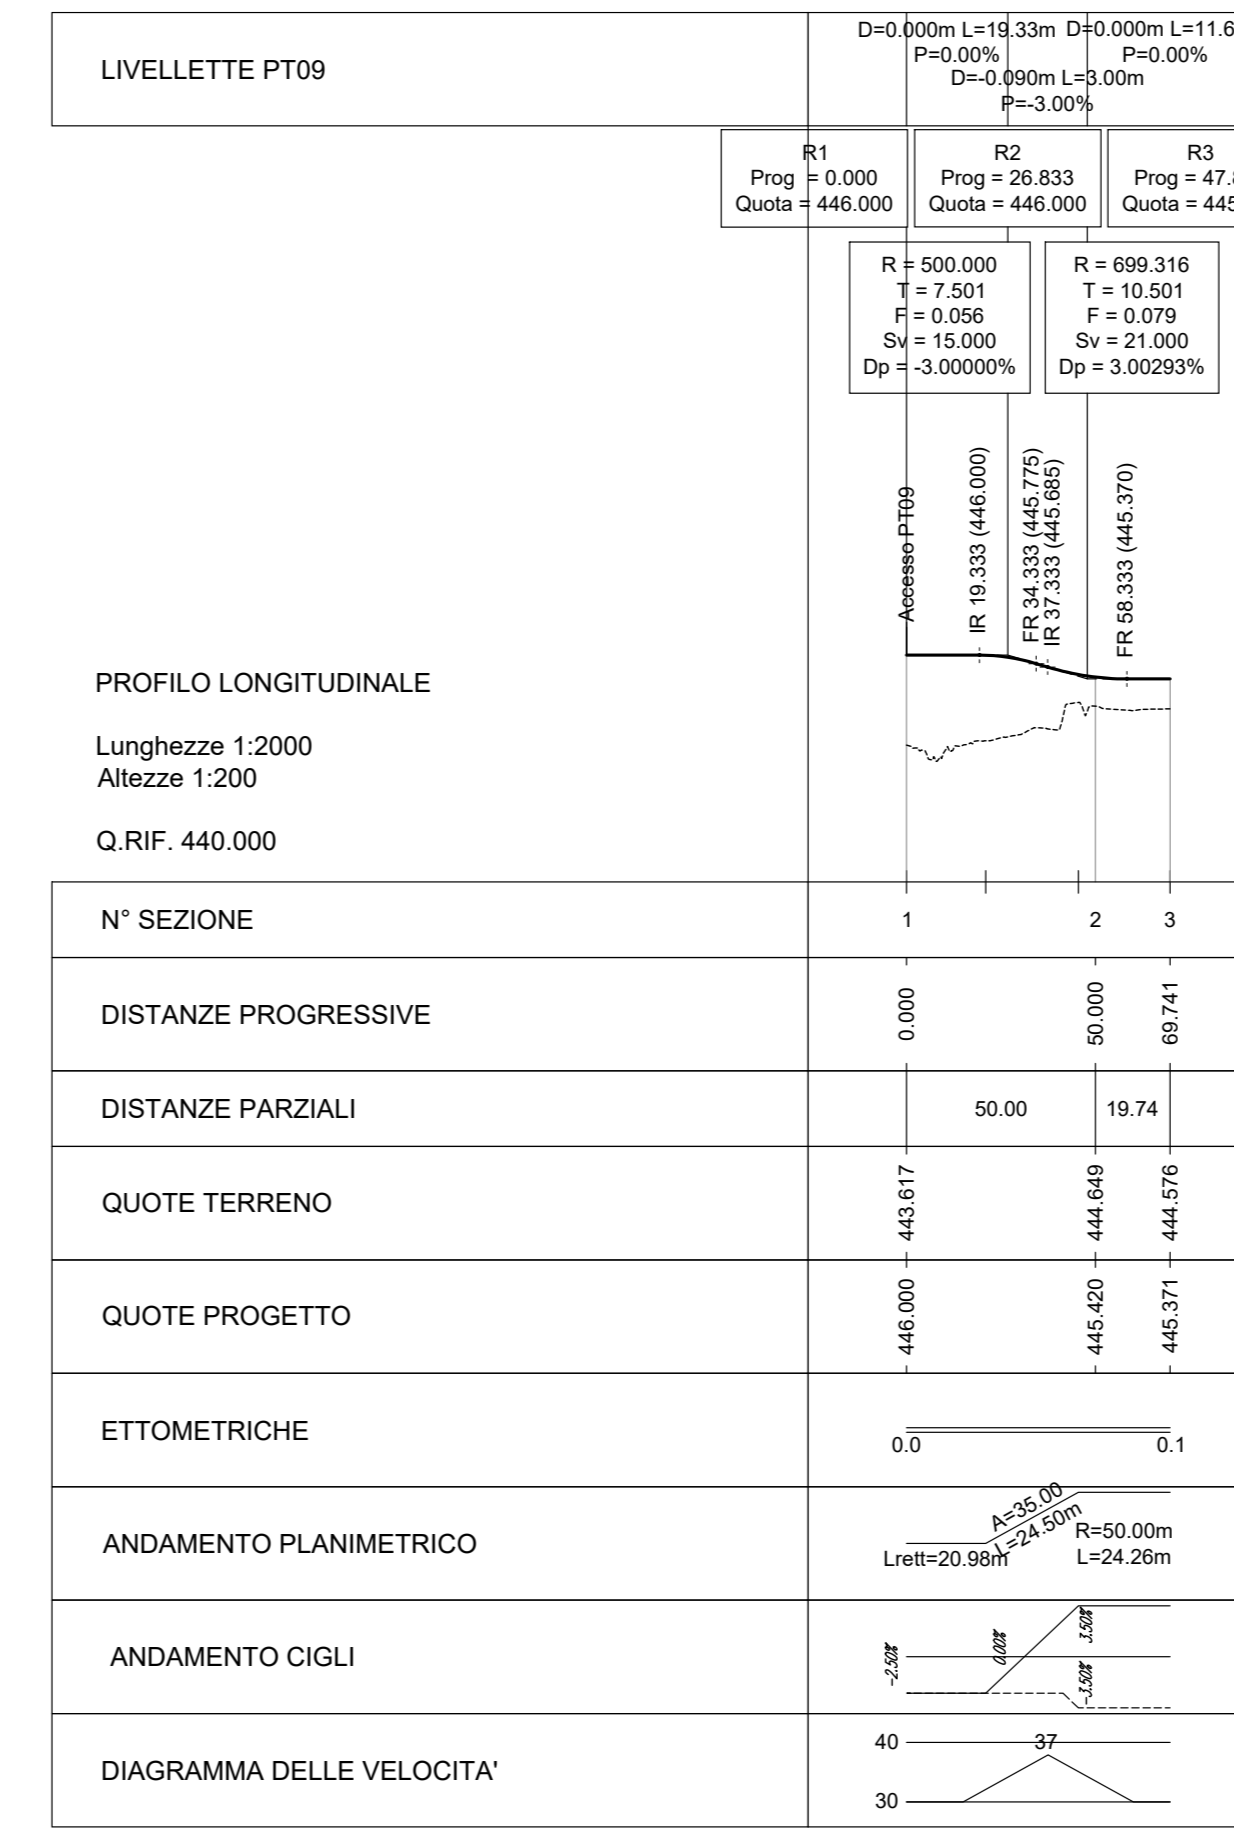 LIVELLETTE PT09
D=0.000m L=19.33m D=0.000m L=11.6
P=0.00% P=0.00%
D=-0.090m L=3.00m
P=-3.00%
R1
Prog = 0.000
Quota = 446.000
R2
Prog = 26.833
Quota = 446.000
R3
Prog = 47.8
Quota = 445
R = 500.000
T = 7.501
F = 0.056
Sv = 15.000
Dp = -3.00000%
R = 699.316
T = 10.501
F = 0.079
Sv = 21.000
Dp = 3.00293%
Accesso PT09
IR 19.333 (446.000)
FR 34.333 (445.775)
IR 37.333 (445.685)
FR 58.333 (445.370)
PROFILO LONGITUDINALE
Lunghezze 1:2000
Altezze 1:200
Q.RIF. 440.000
N° SEZIONE
1 2 3
DISTANZE PROGRESSIVE
0.000 50.000 69.741
DISTANZE PARZIALI
50.00 19.74
QUOTE TERRENO
443.617 444.649 444.576
QUOTE PROGETTO
446.000 445.420 445.371
ETTOMETRICHE
0.0 0.1
ANDAMENTO PLANIMETRICO
Lrett=20.98m
A=35.00
L=24.50m
R=50.00m
L=24.26m
ANDAMENTO CIGLI
-2.50% 0.00% 3.50%
-3.50%
DIAGRAMMA DELLE VELOCITA'
40 37
30